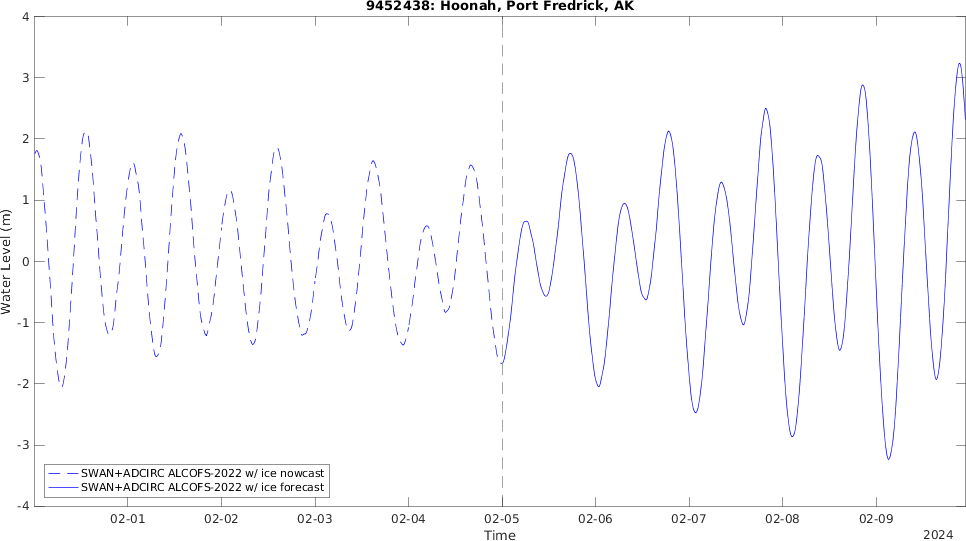 9452438: Hoonah, Port Fredrick, AK
Water Level (m)
4
3
2
1
0
-1
-2
-3
-4
SWAN+ADCIRC ALCOFS-2022 w/ ice nowcast
SWAN+ADCIRC ALCOFS-2022 w/ ice forecast
02-01 02-02 02-03 02-04 02-05 02-06 02-07 02-08 02-09
Time
2024